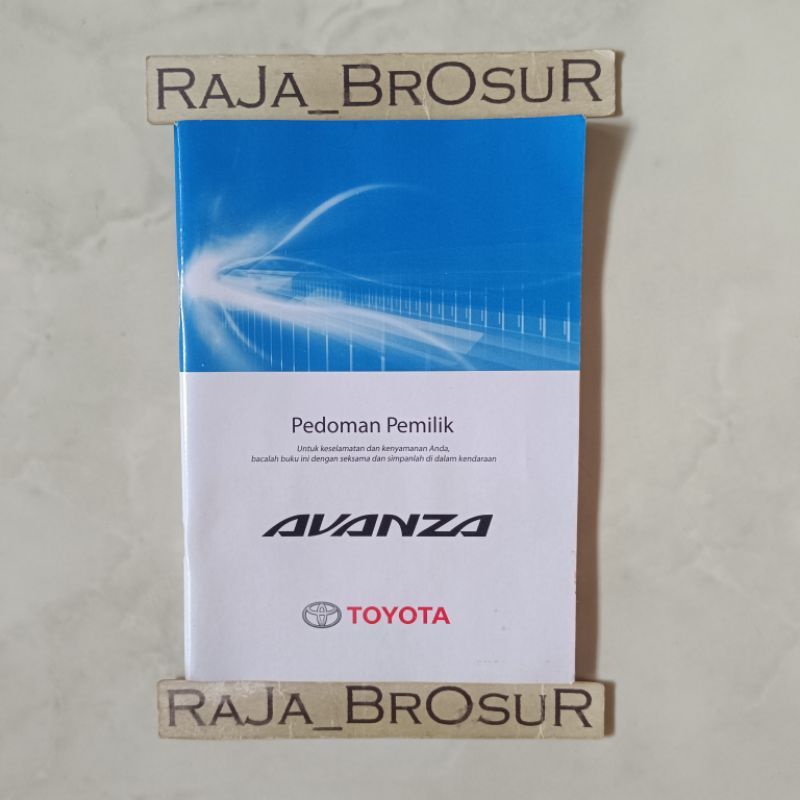 RAJA_BROSUR
Pedoman Pemilik
Untuk keselamatan dan kenyamanan Anda,
bacalah buku ini dengan seksama dan simpanlah di dalam kendaraan
AVANZA
TOYOTA
RAJA_BROSUR